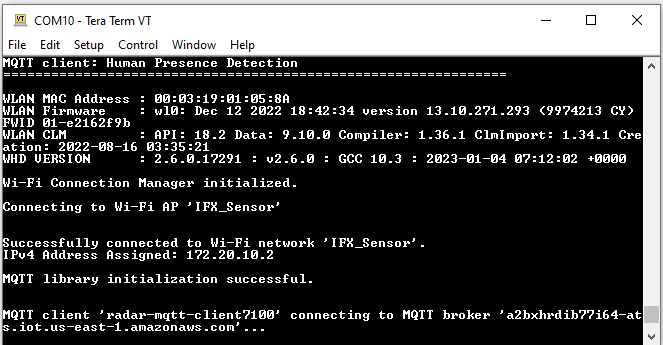 COM10 - Tera Term VT
File Edit Setup Control Window Help
MQTT client: Human Presence Detection
===============================================================
WLAN MAC Address : 00:03:19:01:05:8A
WLAN Firmware : wl0: Dec 12 2022 18:42:34 version 13.10.271.293 (9974213 CY)
FWID 01-e2162f9b
WLAN CLM : API: 18.2 Data: 9.10.0 Compiler: 1.36.1 ClmImport: 1.34.1 Cre
ation: 2022-08-16 03:35:21
WHD VERSION : 2.6.0.17291 : v2.6.0 : GCC 10.3 : 2023-01-04 07:12:02 +0000
Wi-Fi Connection Manager initialized.
Connecting to Wi-Fi AP 'IFX_Sensor'
Successfully connected to Wi-Fi network 'IFX_Sensor'.
IPv4 Address Assigned: 172.20.10.2
MQTT library initialization successful.
MQTT client 'radar-mqtt-client7100' connecting to MQTT broker 'a2bxhrdib77i64-at
s.iot.us-east-1.amazonaws.com'...